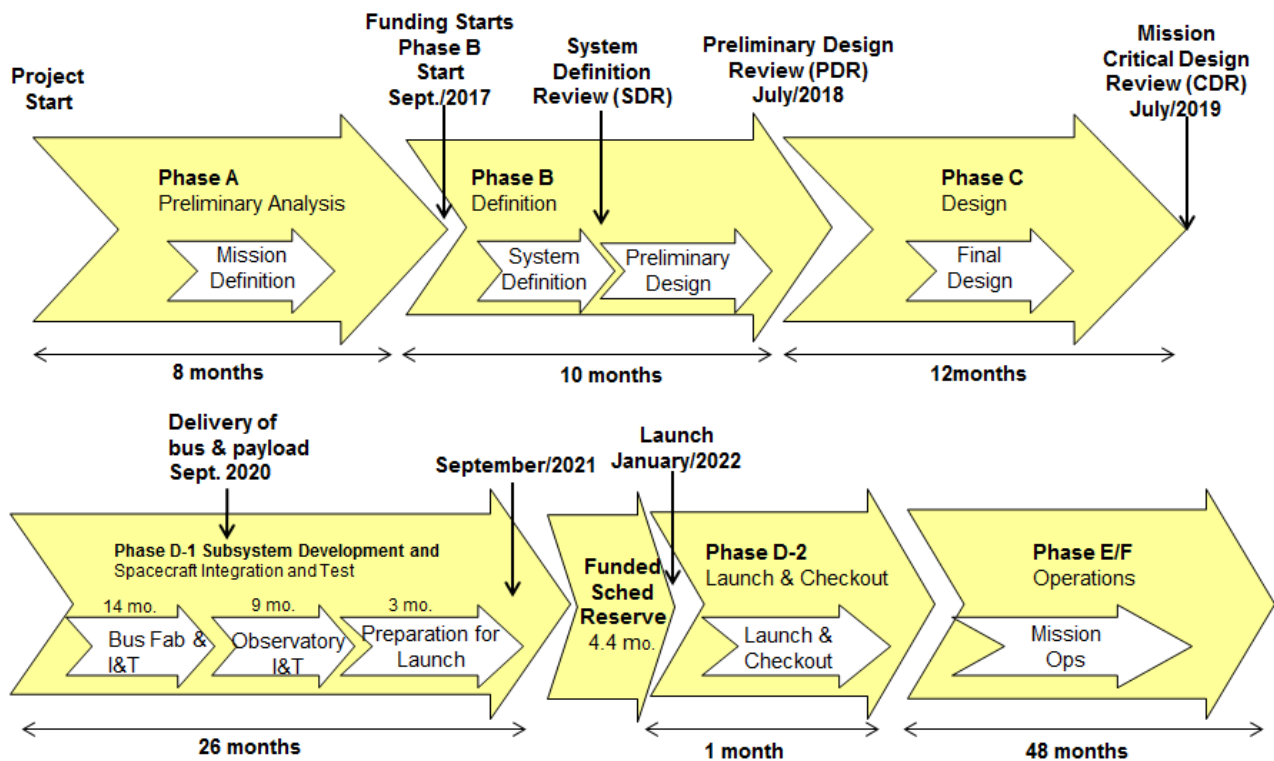 Project
Start
Funding Starts
Phase B
Start
Sept./2017
System
Definition
Review (SDR)
Preliminary Design
Review (PDR)
July/2018
Mission
Critical Design
Review (CDR)
July/2019
Phase A
Preliminary Analysis
Mission
Definition
Phase B
Definition
System
Definition
Preliminary
Design
Phase C
Design
Final
Design
8 months
10 months
12months
Delivery of
bus & payload
Sept. 2020
September/2021
Launch
January/2022
Phase D-1 Subsystem Development and
Spacecraft Integration and Test
14 mo.
Bus Fab &
I&T
9 mo.
Observatory
I&T
3 mo.
Preparation for
Launch
Funded
Sched
Reserve
4.4 mo.
Phase D-2
Launch & Checkout
Launch &
Checkout
Phase E/F
Operations
Mission
Ops
26 months
1 month
48 months